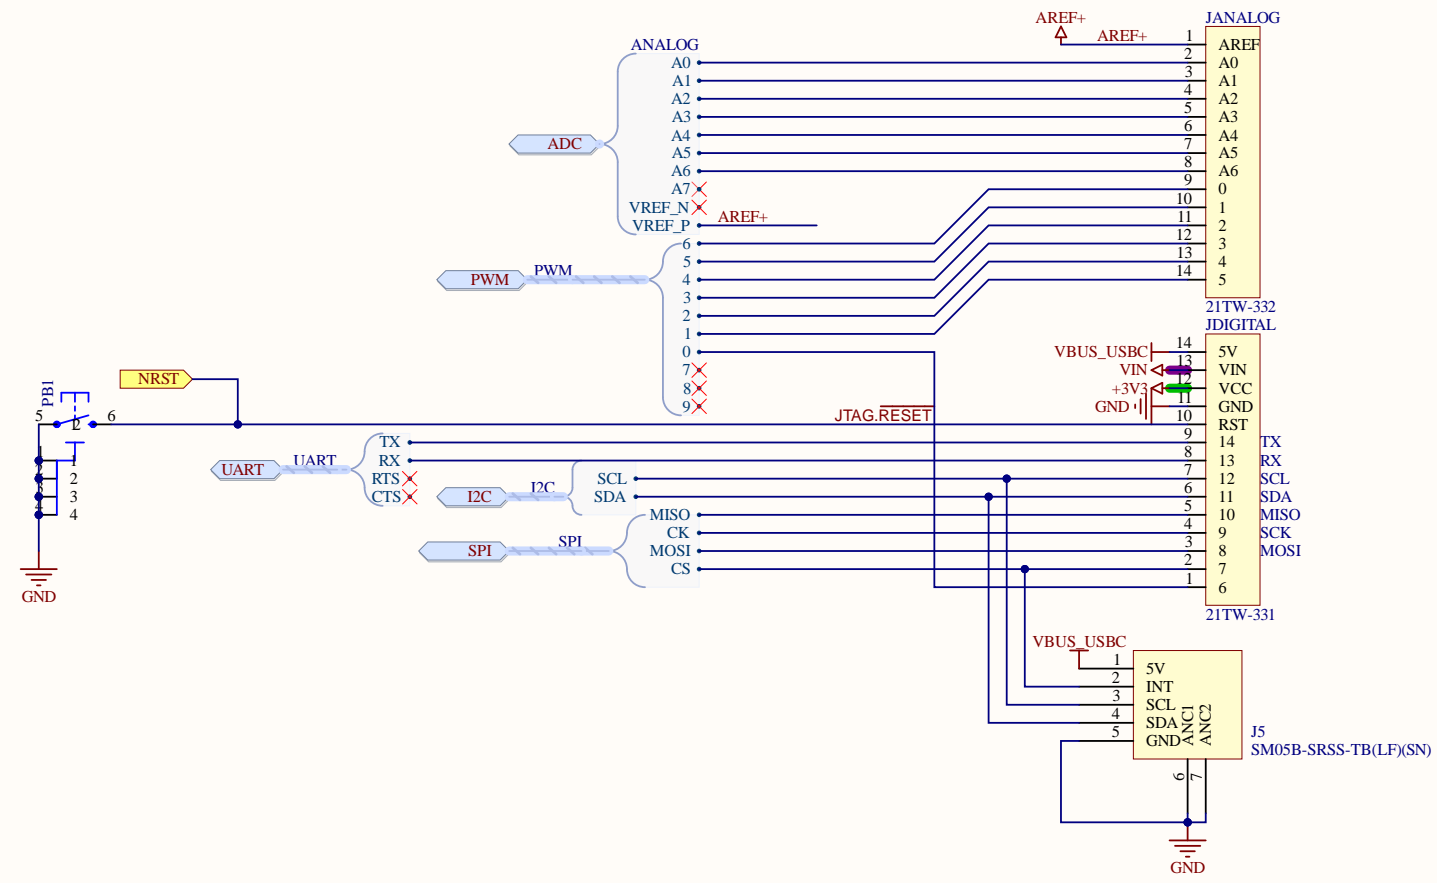 AREF+
JANALOG
AREF+
1
AREF
ANALOG
A0
2
A0
A1
3
A1
A2
4
A2
A3
5
A3
ADC
A4
6
A4
A5
7
A5
A6
8
A6
A7
9
0
VREF_N
10
1
VREF_P
AREF+
11
2
6
12
3
PWM
PWM
5
13
4
4
14
5
3
2
21TW-332
1
JDIGITAL
0
VBUS_USBC
14
5V
7
VIN
13
VIN
NRST
8
+3V3
12
VCC
9
GND
11
GND
PB1
5
2
6
JTAG.RESET
10
RST
TX
9
14
TX
UART
UART
RX
8
13
RX
RTS
CTS
I2C
I2C
SCL
7
12
SCL
SDA
6
11
SDA
1
2
3
4
MISO
5
10
MISO
SPI
SPI
CK
4
9
SCK
MOSI
3
8
MOSI
CS
2
7
1
6
GND
21TW-331
VBUS_USBC
1
5V
2
INT
3
SCL
4
SDA
5
GND
ANC1
ANC2
J5
SM05B-SRSS-TB(LF)(SN)
6
7
GND